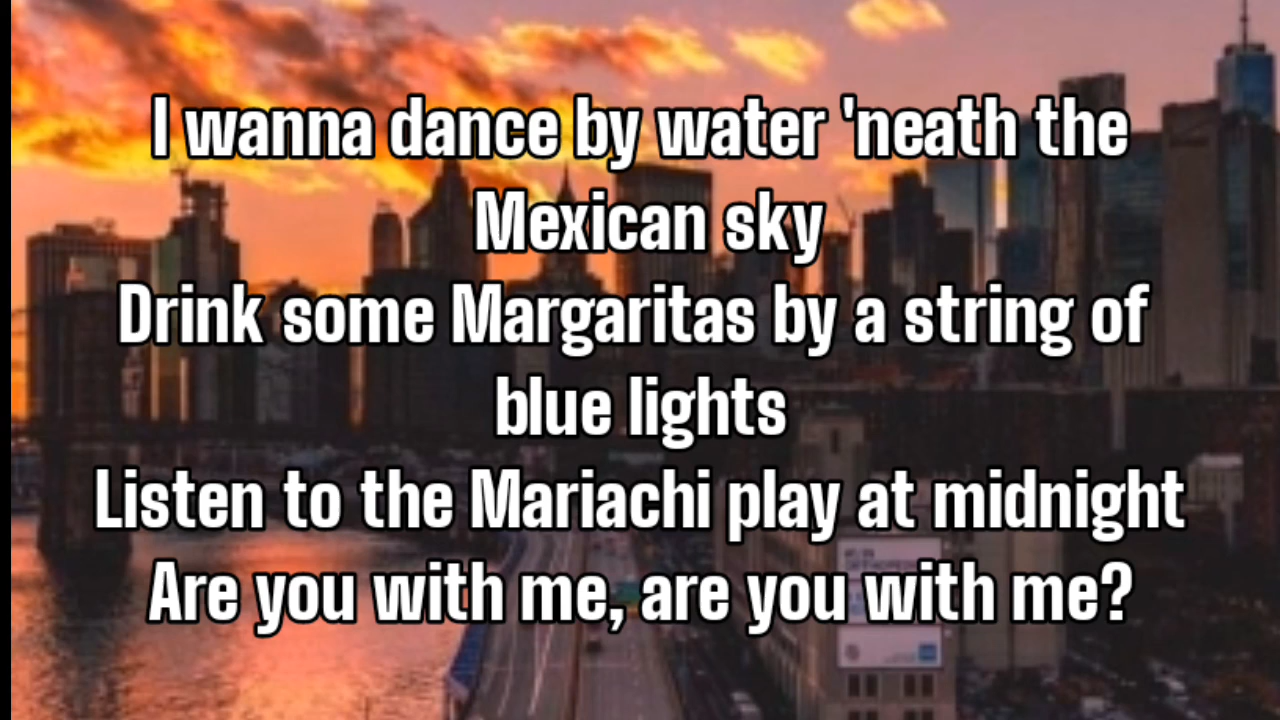 I wanna dance by water 'neath the
Mexican sky
Drink some Margaritas by a string of
blue lights
Listen to the Mariachi play at midnight
Are you with me, are you with me?